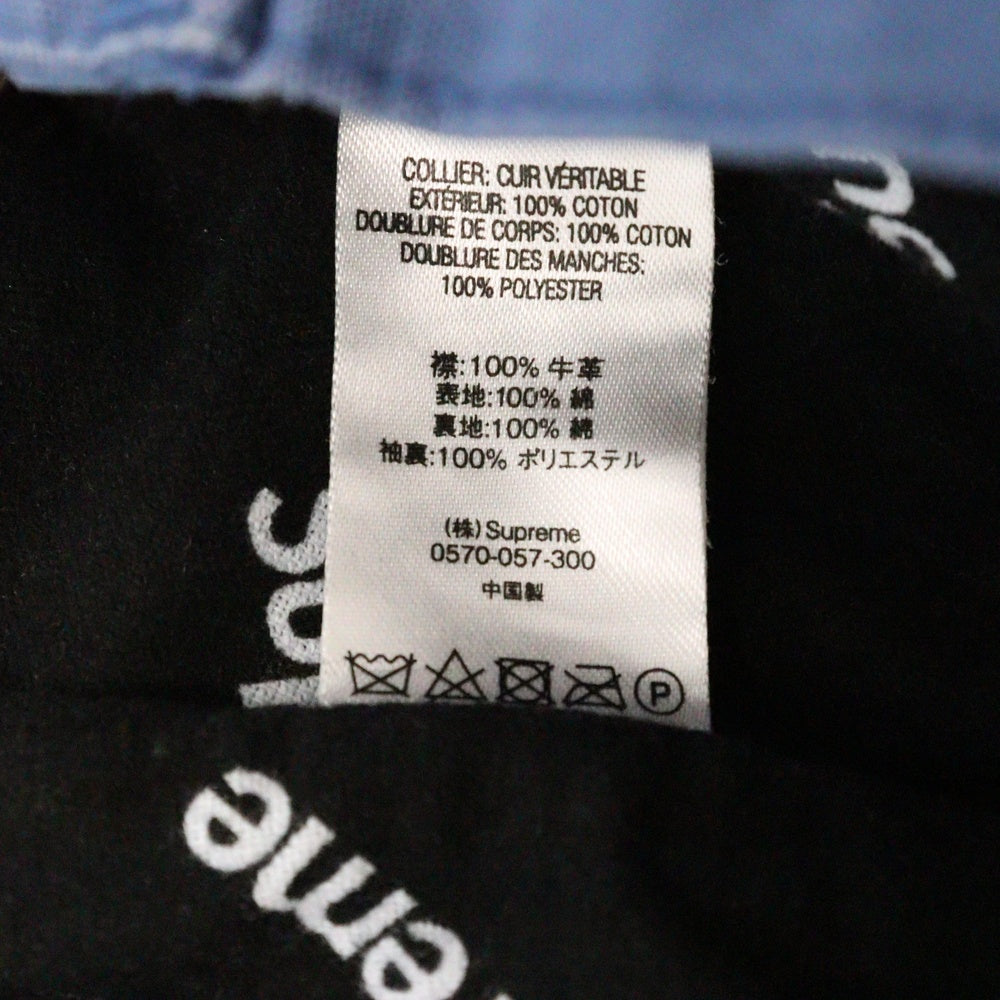 COLLIER: CUIR VÉRITABLE
EXTÉRIEUR: 100% COTON
DOUBLURE DE CORPS: 100% COTON
DOUBLURE DES MANCHES:
100% POLYESTER
襟:100% 牛革
表地:100% 綿
裏地:100% 綿
袖裏:100% ポリエステル
(株) Supreme
0570-057-300
中国製
P
eme